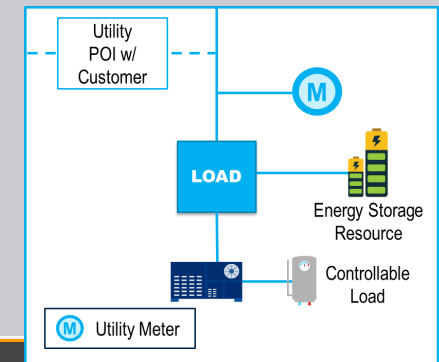 Utility
POI w/
Customer
M
LOAD
Energy Storage
Resource
Controllable
Load
M Utility Meter